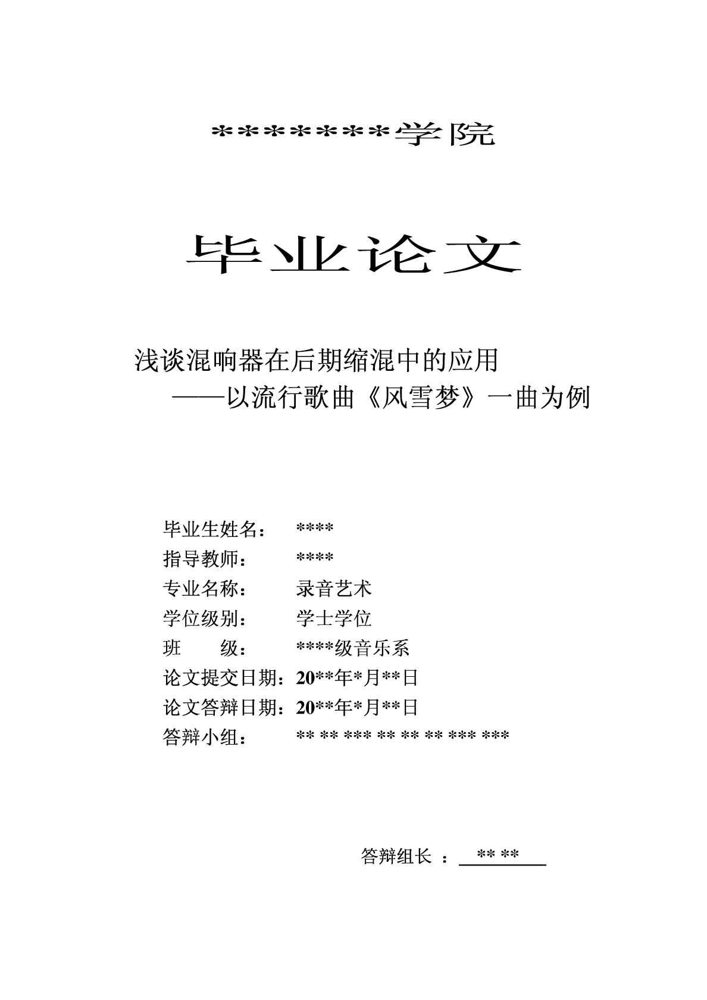 *******学院
毕业论文
浅谈混响器在后期缩混中的应用
——以流行歌曲《风雪梦》一曲为例
毕业生姓名： ****
指导教师： ****
专业名称： 录音艺术
学位级别： 学士学位
班 级： ****级音乐系
论文提交日期：20**年*月**日
论文答辩日期：20**年*月**日
答辩小组： ** ** *** ** ** ** *** ***
答辩组长 ： ** **